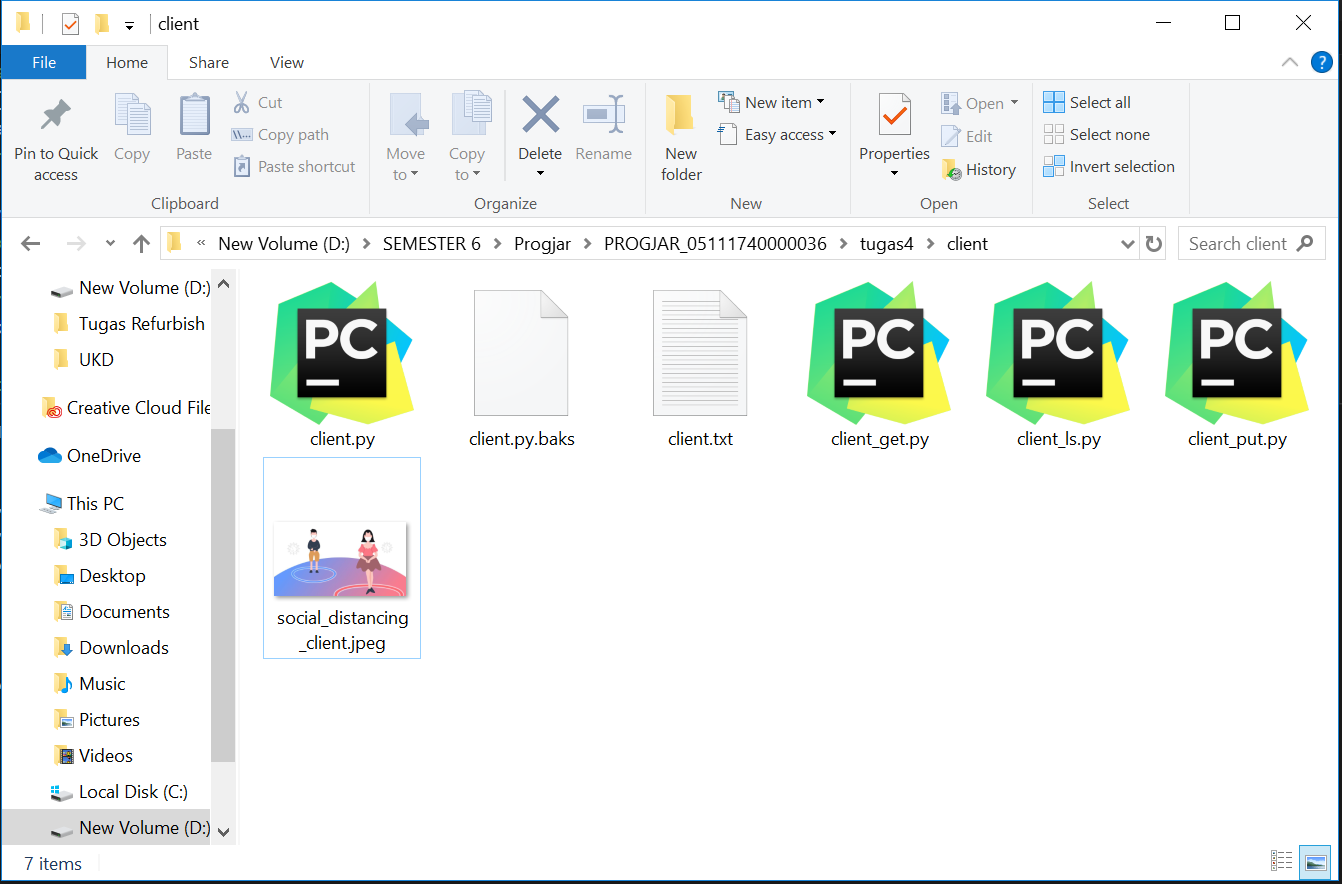 client
File Home Share View
Pin to Quick access
Copy
Paste
Cut
Copy path
Paste shortcut
Clipboard
Move to
Copy to
Delete
Rename
Organize
New folder
New item
Easy access
New
Properties
Open
Edit
History
Open
Select all
Select none
Invert selection
Select
« New Volume (D:) > SEMESTER 6 > Progjar > PROGJAR_05111740000036 > tugas4 > client
Search client
New Volume (D:)
Tugas Refurbish
UKD
Creative Cloud File
OneDrive
This PC
3D Objects
Desktop
Documents
Downloads
Music
Pictures
Videos
Local Disk (C:)
New Volume (D:)
PC
client.py
client.py.baks
client.txt
PC
client_get.py
PC
client_ls.py
PC
client_put.py
social_distancing
_client.jpeg
7 items